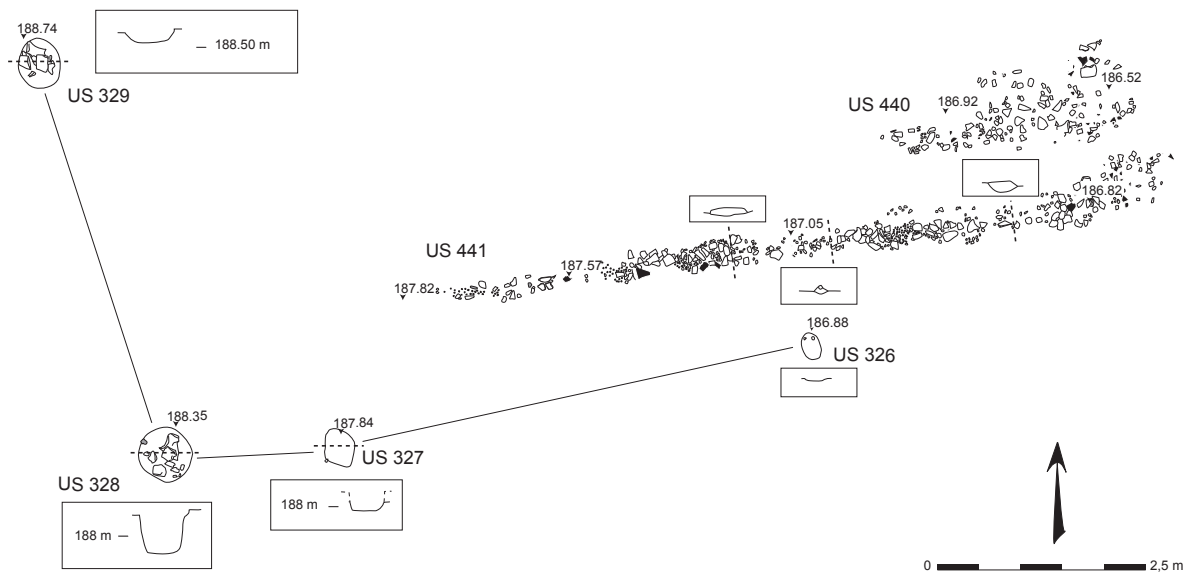 188.74
188.50 m
US 329
186.52
US 440
186.92
186.82
187.05
US 441
187.57
187.82
186.88
US 326
188.35
187.84
US 327
US 328
188 m
188 m
0
2,5 m